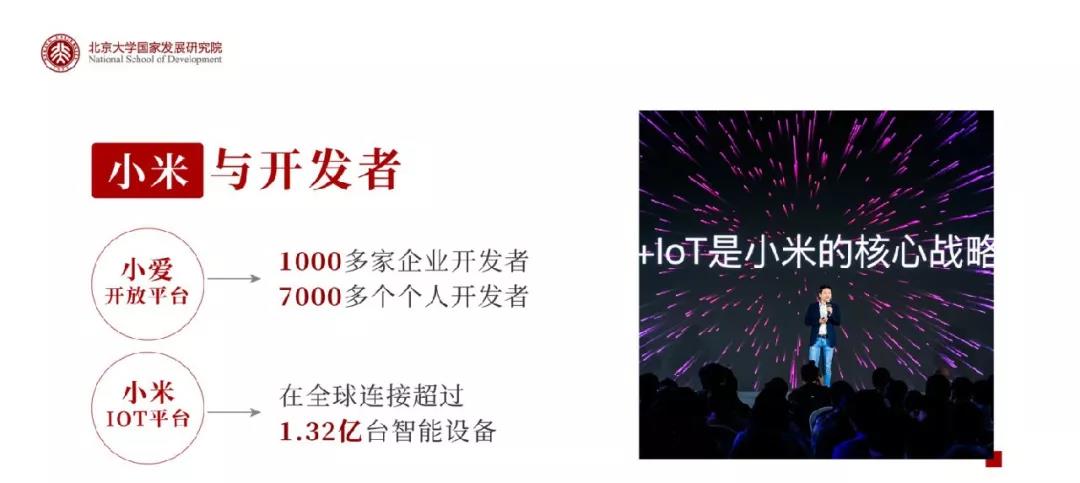 北京大学国家发展研究院
National School of Development
小米与开发者
小爱
开放平台
1000多家企业开发者
7000多个个人开发者
小米
IOT平台
在全球连接超过
1.32亿台智能设备
+IoT是小米的核心战略